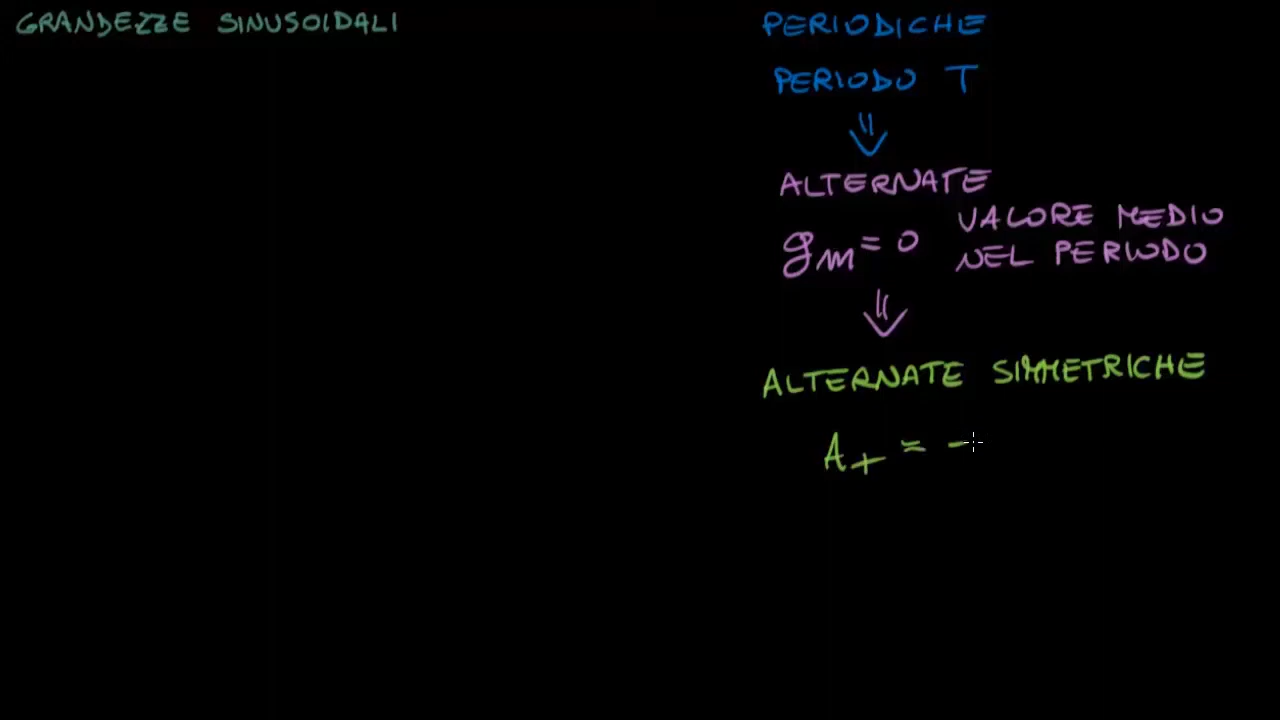 GRANDEZZE SINUSOIDALI
PERIODICHE
PERIODO T
⇓
ALTERNATE
gm = 0 VALORE MEDIO
NEL PERIODO
⇓
ALTERNATE SIMMETRICHE
A+ = -